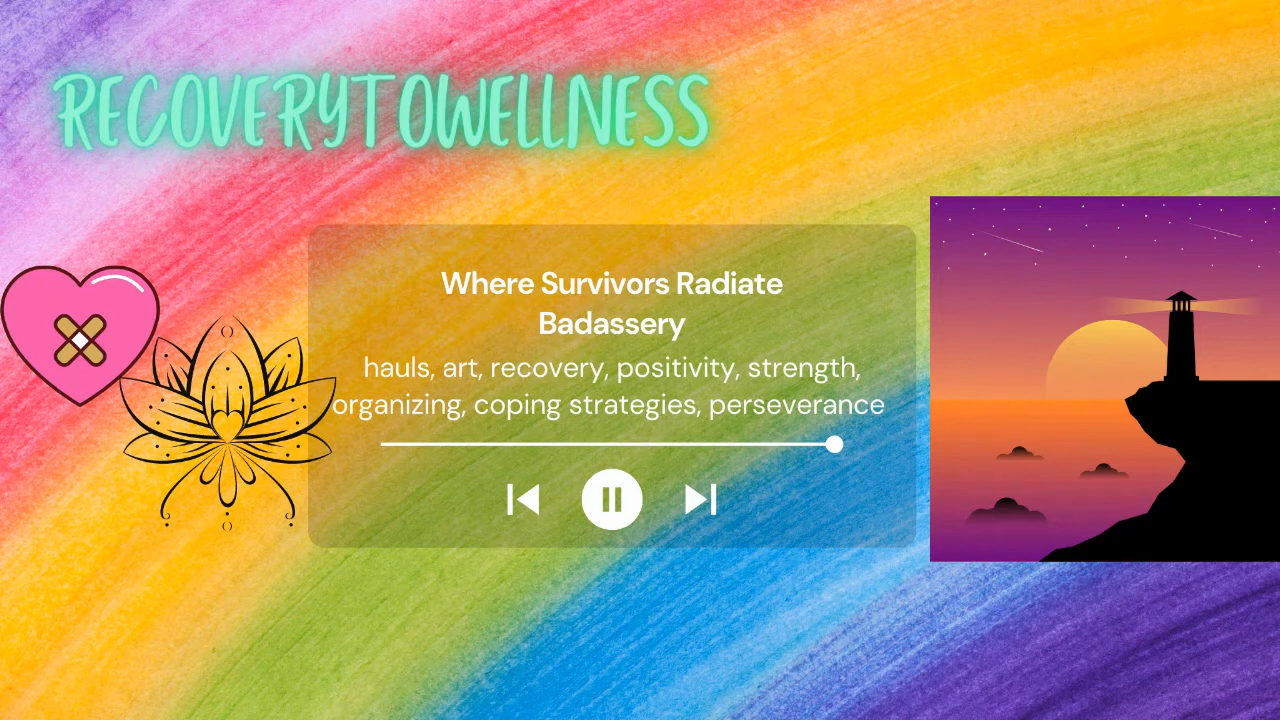 RECOVERYTOWELLNESS
Where Survivors Radiate
Badassery
hauls, art, recovery, positivity, strength,
organizing, coping strategies, perseverance